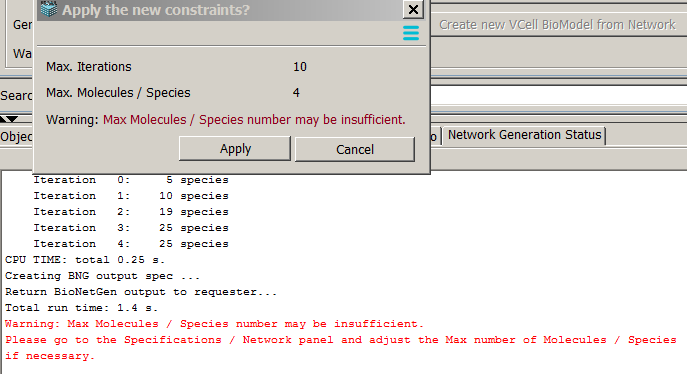 Apply the new constraints?
Ger
Create new VCell BioModel from Network
Max. Iterations 10
Wa
Max. Molecules / Species 4
Searc
Warning: Max Molecules / Species number may be insufficient.
Apply Cancel
Objec o Network Generation Status
Iteration 0: 5 species
Iteration 1: 10 species
Iteration 2: 19 species
Iteration 3: 25 species
Iteration 4: 25 species
CPU TIME: total 0.25 s.
Creating BNG output spec ...
Return BioNetGen output to requester...
Total run time: 1.4 s.
Warning: Max Molecules / Species number may be insufficient.
Please go to the Specifications / Network panel and adjust the Max number of Molecules / Species
if necessary.